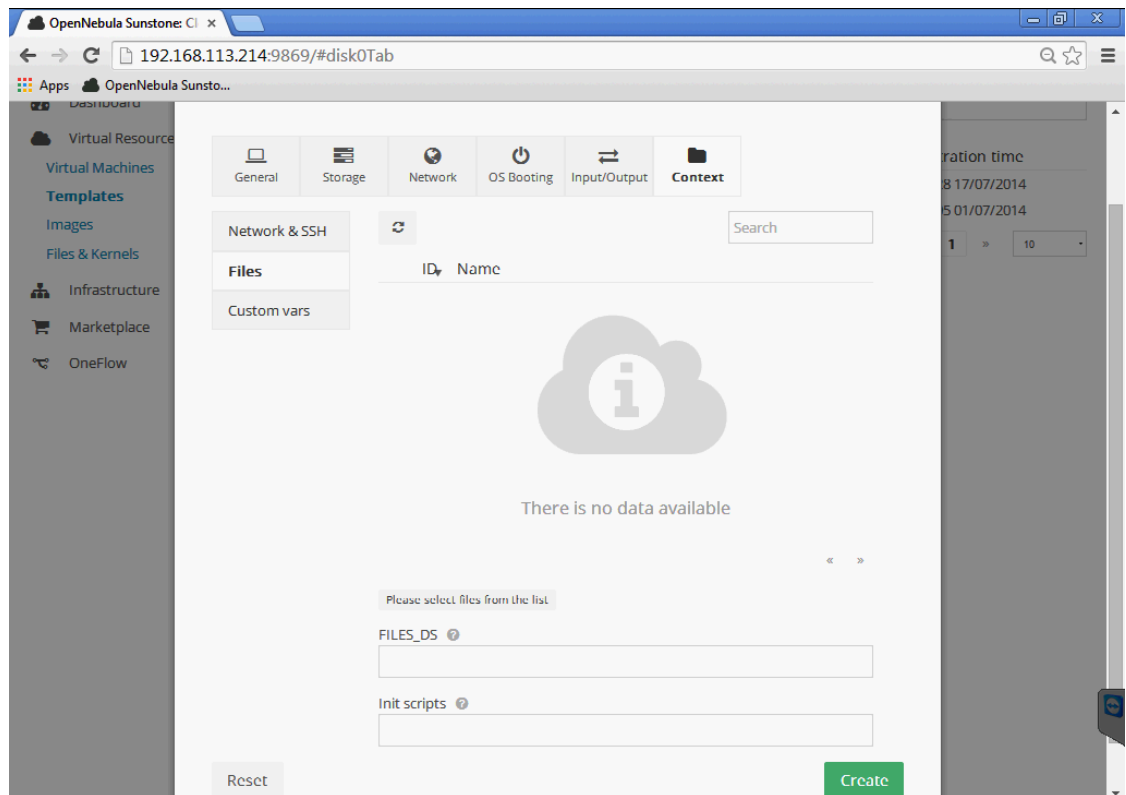 OpenNebula Sunstone: Cl ×
192.168.113.214:9869/#disk0Tab
Apps OpenNebula Sunsto...
Dashboard
Virtual Resource
Virtual Machines
Templates
Images
Files & Kernels
Infrastructure
Marketplace
OneFlow
General Storage Network OS Booting Input/Output Context
Network & SSH
Files
Custom vars
Search
ID Name
There is no data available
« »
Please select files from the list
FILES_DS
Init scripts
Reset Create
ration time
8 17/07/2014
05 01/07/2014
1 » 10